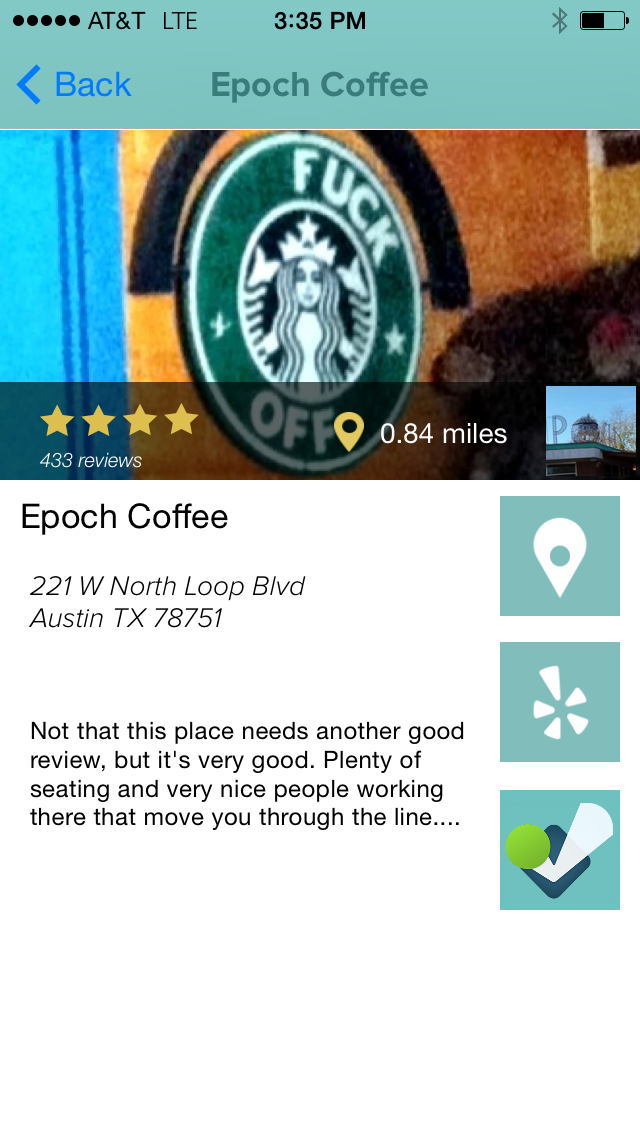 AT&T LTE 3:35 PM
Back Epoch Coffee
FUCK
OFF
433 reviews
0.84 miles
Epoch Coffee
221 W North Loop Blvd
Austin TX 78751
Not that this place needs another good
review, but it's very good. Plenty of
seating and very nice people working
there that move you through the line....